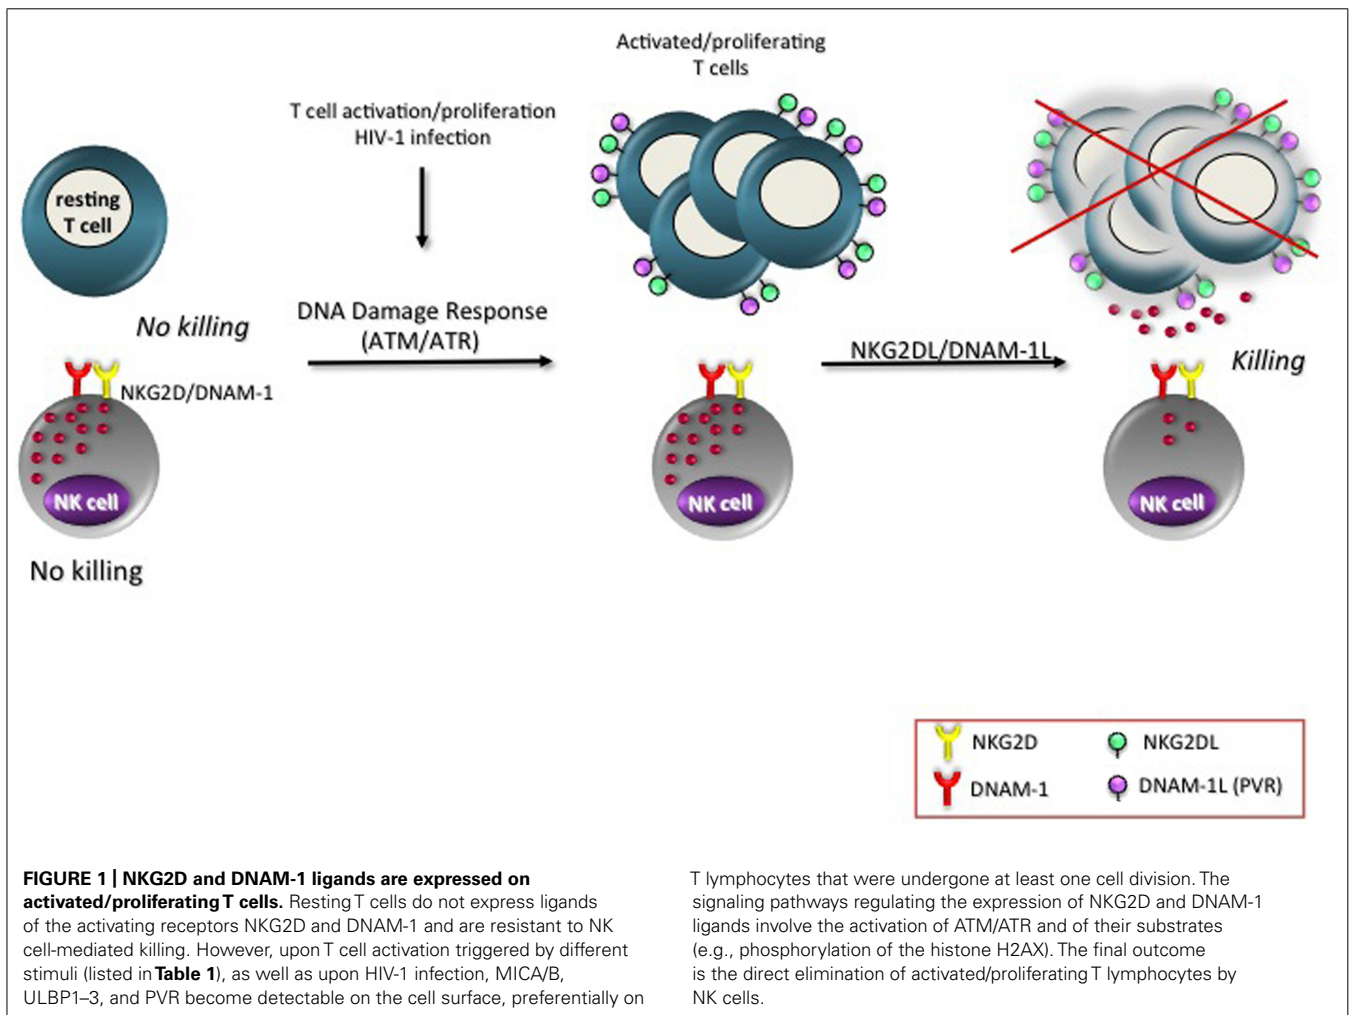 Activated/proliferating
T cells
T cell activation/proliferation
HIV-1 infection
resting
T cell
No killing
DNA Damage Response
(ATM/ATR)
NKG2DL/DNAM-1L
Killing
NKG2D/DNAM-1
NK cell
NK cell
NK cell
No killing
NKG2D
NKG2DL
DNAM-1
DNAM-1L (PVR)
FIGURE 1 | NKG2D and DNAM-1 ligands are expressed on
activated/proliferating T cells. Resting T cells do not express ligands
of the activating receptors NKG2D and DNAM-1 and are resistant to NK
cell-mediated killing. However, upon T cell activation triggered by different
stimuli (listed in Table 1), as well as upon HIV-1 infection, MICA/B,
ULBP1–3, and PVR become detectable on the cell surface, preferentially on
T lymphocytes that were undergone at least one cell division. The
signaling pathways regulating the expression of NKG2D and DNAM-1
ligands involve the activation of ATM/ATR and of their substrates
(e.g., phosphorylation of the histone H2AX). The final outcome
is the direct elimination of activated/proliferating T lymphocytes by
NK cells.